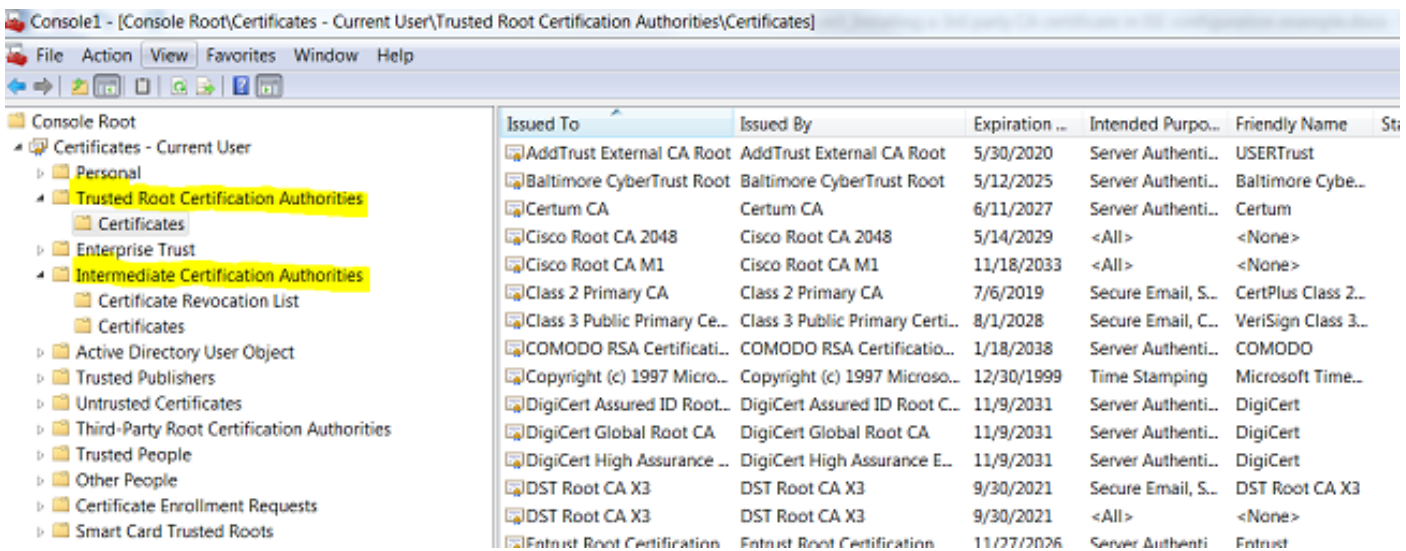 Console1 - [Console Root\Certificates - Current User\Trusted Root Certification Authorities\Certificates]
File Action View Favorites Window Help
Console Root
Certificates - Current User
Personal
Trusted Root Certification Authorities
Certificates
Enterprise Trust
Intermediate Certification Authorities
Certificate Revocation List
Certificates
Active Directory User Object
Trusted Publishers
Untrusted Certificates
Third-Party Root Certification Authorities
Trusted People
Other People
Certificate Enrollment Requests
Smart Card Trusted Roots
Issued To Issued By Expiration ... Intended Purpo... Friendly Name Sta
AddTrust External CA Root AddTrust External CA Root 5/30/2020 Server Authenti... USERTrust
Baltimore CyberTrust Root Baltimore CyberTrust Root 5/12/2025 Server Authenti... Baltimore Cybe...
Certum CA Certum CA 6/11/2027 Server Authenti... Certum
Cisco Root CA 2048 Cisco Root CA 2048 5/14/2029 <All> <None>
Cisco Root CA M1 Cisco Root CA M1 11/18/2033 <All> <None>
Class 2 Primary CA Class 2 Primary CA 7/6/2019 Secure Email, S... CertPlus Class 2...
Class 3 Public Primary Ce... Class 3 Public Primary Certi... 8/1/2028 Secure Email, C... VeriSign Class 3...
COMODO RSA Certificati... COMODO RSA Certificatio... 1/18/2038 Server Authenti... COMODO
Copyright (c) 1997 Micro... Copyright (c) 1997 Microso... 12/30/1999 Time Stamping Microsoft Time...
DigiCert Assured ID Root... DigiCert Assured ID Root C... 11/9/2031 Server Authenti... DigiCert
DigiCert Global Root CA DigiCert Global Root CA 11/9/2031 Server Authenti... DigiCert
DigiCert High Assurance ... DigiCert High Assurance E... 11/9/2031 Server Authenti... DigiCert
DST Root CA X3 DST Root CA X3 9/30/2021 Secure Email, S... DST Root CA X3
DST Root CA X3 DST Root CA X3 9/30/2021 <All> <None>
Entrust Root Certification Entrust Root Certification 11/27/2026 Server Authenti Entrust